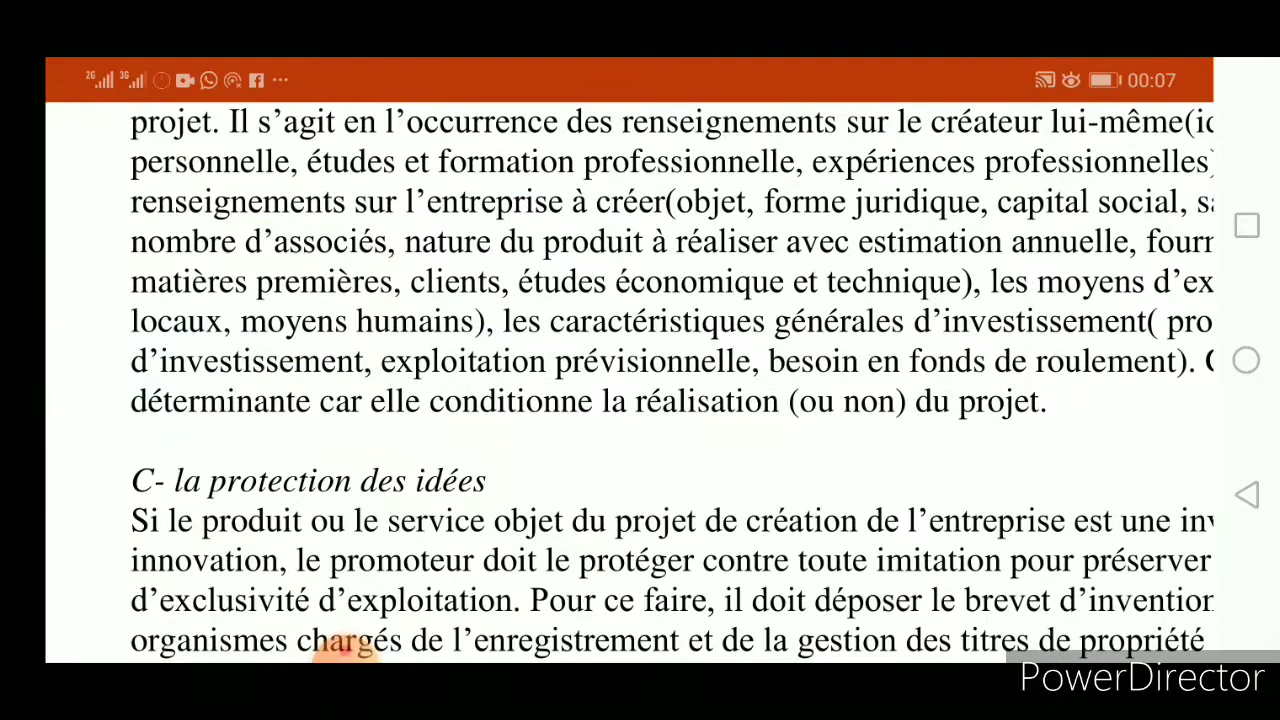 2G 3G 00:07
projet. Il s’agit en l’occurrence des renseignements sur le créateur lui-même(
personnelle, études et formation professionnelle, expériences professionnelles)
renseignements sur l’entreprise à créer(objet, forme juridique, capital social,
nombre d’associés, nature du produit à réaliser avec estimation annuelle,
matières premières, clients, études économique et technique), les moyens
locaux, moyens humains), les caractéristiques générales d’investissement(
d’investissement, exploitation prévisionnelle, besoin en fonds de roulement).
déterminante car elle conditionne la réalisation (ou non) du projet.
C- la protection des idées
Si le produit ou le service objet du projet de création de l’entreprise est une
innovation, le promoteur doit le protéger contre toute imitation pour préserver
d’exclusivité d’exploitation. Pour ce faire, il doit déposer le brevet d’invention
organismes chargés de l’enregistrement et de la gestion des titres de propriété
PowerDirector